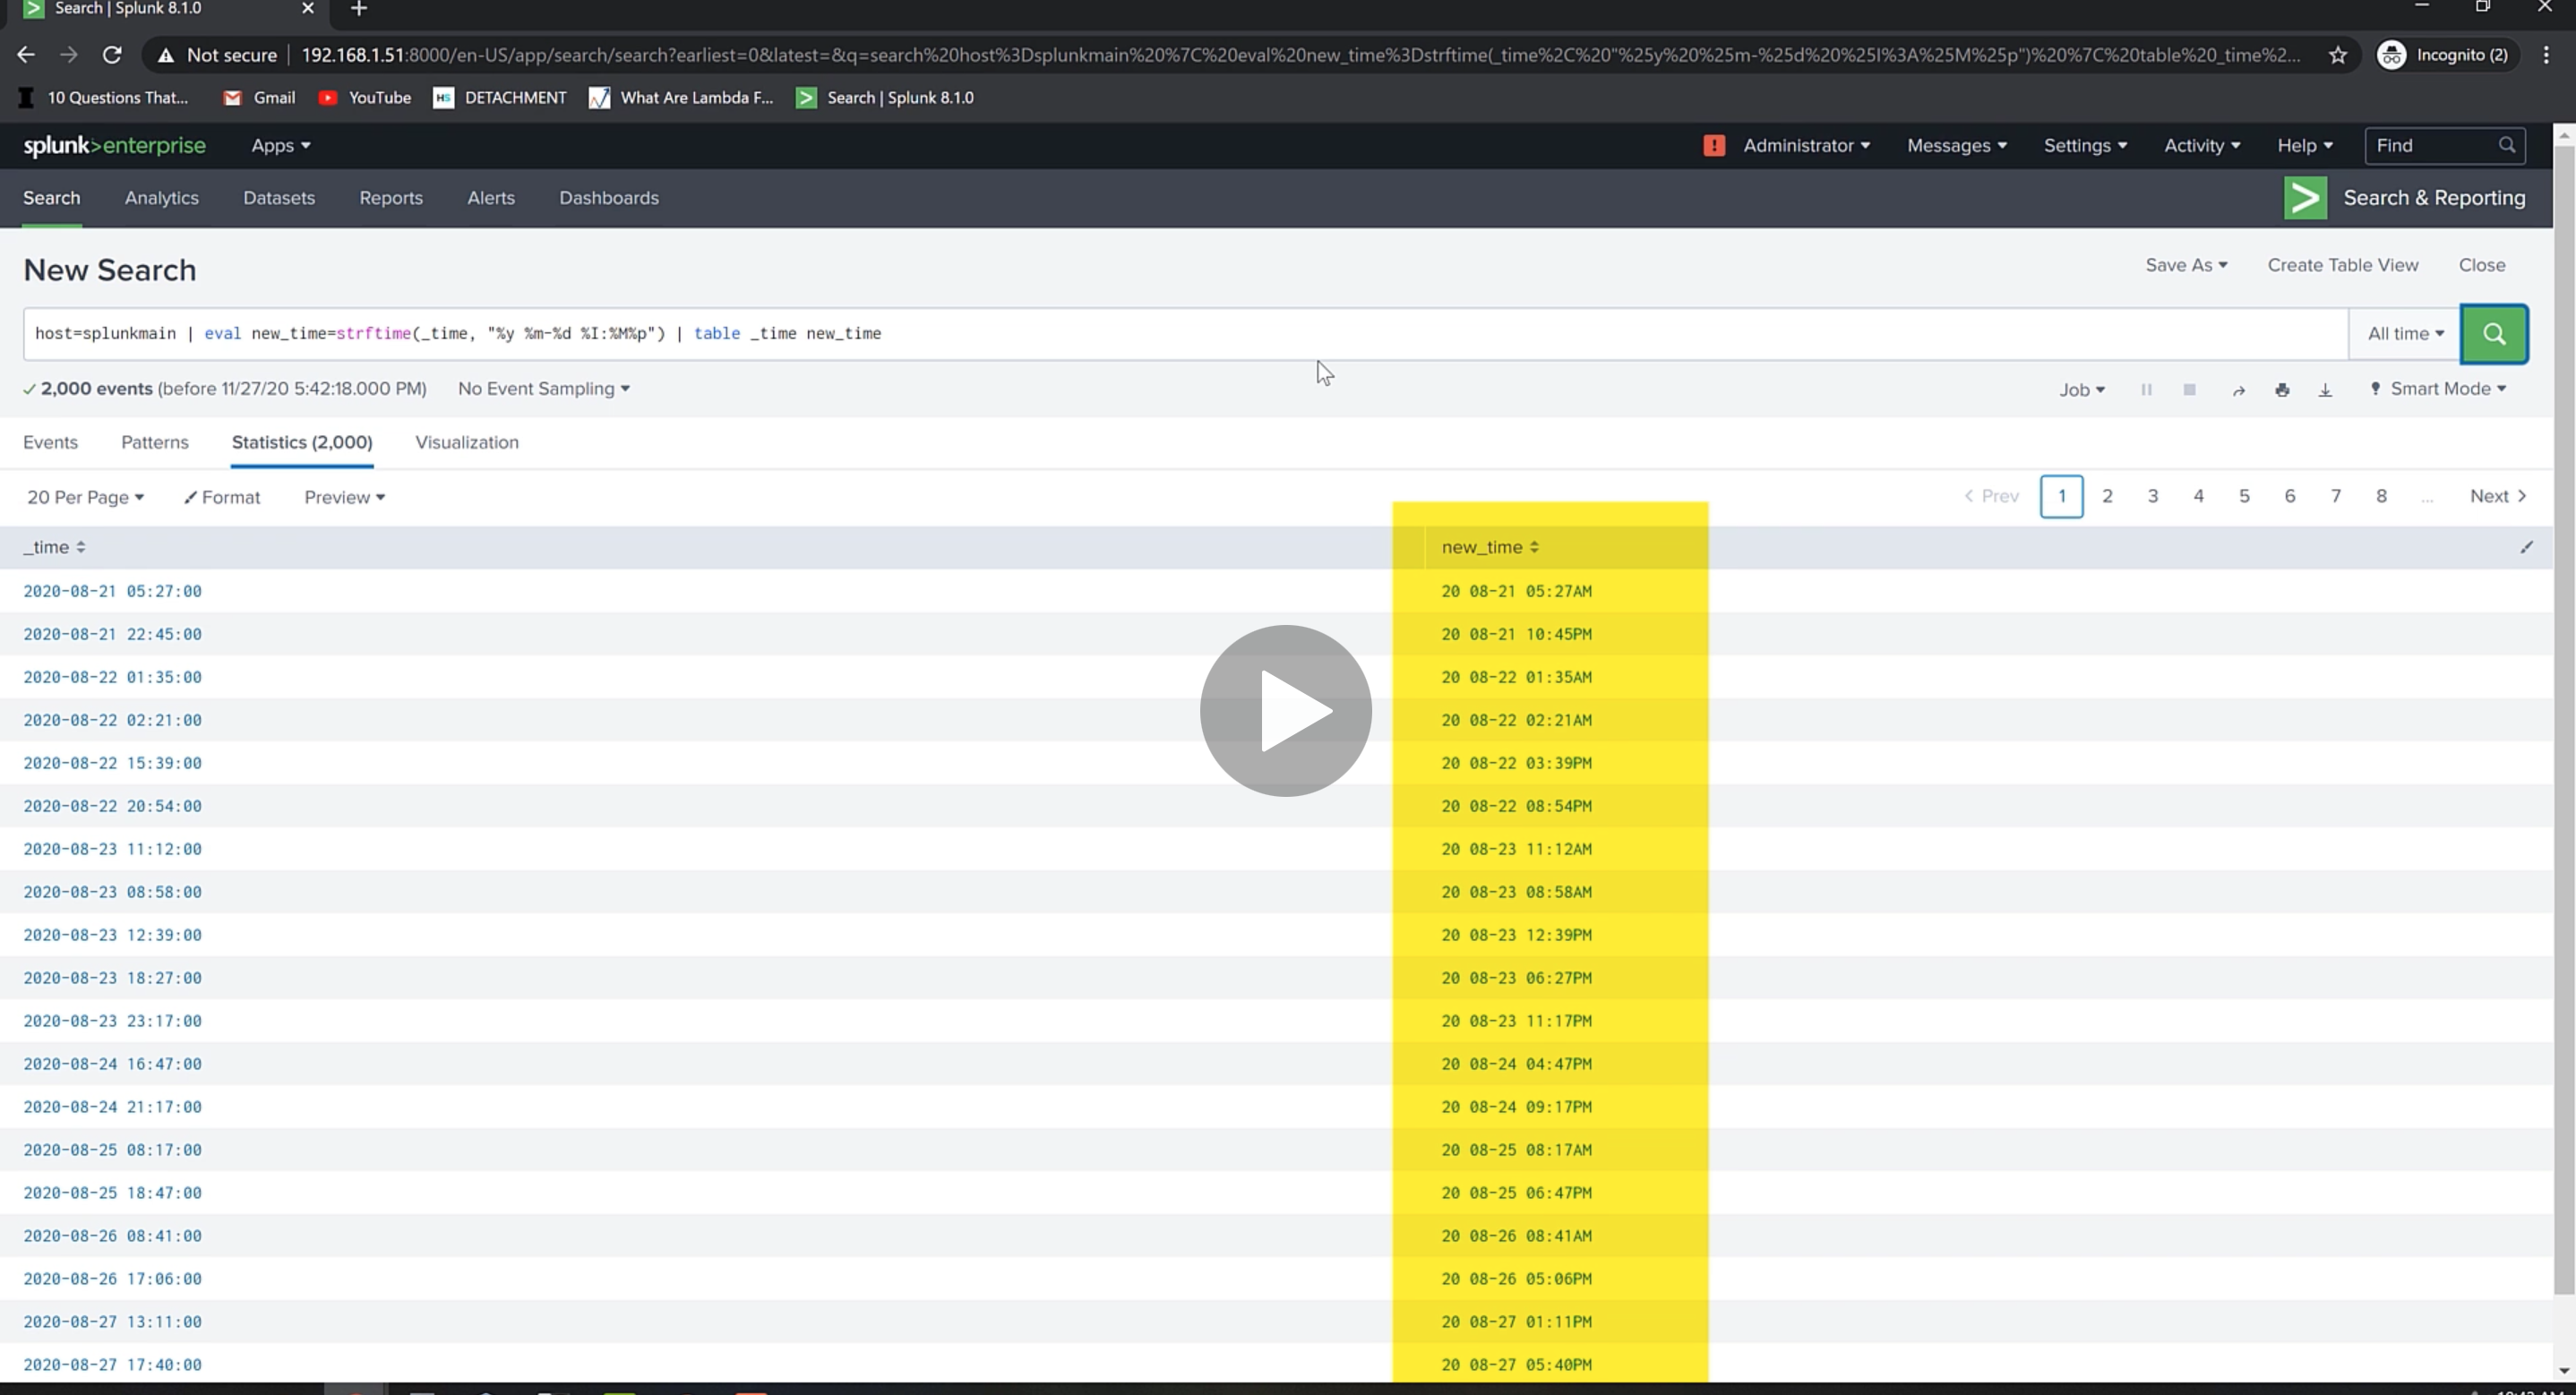 Search | Splunk 8.1.0
Not secure 192.168.1.51:8000/en-US/app/search/search?earliest=0&latest=&q=search%20host%3Dsplunkmain%20%7C%20eval%20new_time%3Dstrftime(_time%2C%20"%25y%20%25m-%25d%20%25I%3A%25M%25p")%20%7C%20table%20_time%2... Incognito (2)
10 Questions That... Gmail YouTube HS DETACHMENT What Are Lambda F... Search | Splunk 8.1.0
splunk>enterprise Apps Administrator Messages Settings Activity Help Find
Search Analytics Datasets Reports Alerts Dashboards Search & Reporting
New Search Save As Create Table View Close
host=splunkmain | eval new_time=strftime(_time, "%y %m-%d %I:%M%p") | table _time new_time All time
2,000 events (before 11/27/20 5:42:18.000 PM) No Event Sampling Job Smart Mode
Events Patterns Statistics (2,000) Visualization
20 Per Page Format Preview < Prev 1 2 3 4 5 6 7 8 ... Next >
_time new_time
2020-08-21 05:27:00 20 08-21 05:27AM
2020-08-21 22:45:00 20 08-21 10:45PM
2020-08-22 01:35:00 20 08-22 01:35AM
2020-08-22 02:21:00 20 08-22 02:21AM
2020-08-22 15:39:00 20 08-22 03:39PM
2020-08-22 20:54:00 20 08-22 08:54PM
2020-08-23 11:12:00 20 08-23 11:12AM
2020-08-23 08:58:00 20 08-23 08:58AM
2020-08-23 12:39:00 20 08-23 12:39PM
2020-08-23 18:27:00 20 08-23 06:27PM
2020-08-23 23:17:00 20 08-23 11:17PM
2020-08-24 16:47:00 20 08-24 04:47PM
2020-08-24 21:17:00 20 08-24 09:17PM
2020-08-25 08:17:00 20 08-25 08:17AM
2020-08-25 18:47:00 20 08-25 06:47PM
2020-08-26 08:41:00 20 08-26 08:41AM
2020-08-26 17:06:00 20 08-26 05:06PM
2020-08-27 13:11:00 20 08-27 01:11PM
2020-08-27 17:40:00 20 08-27 05:40PM